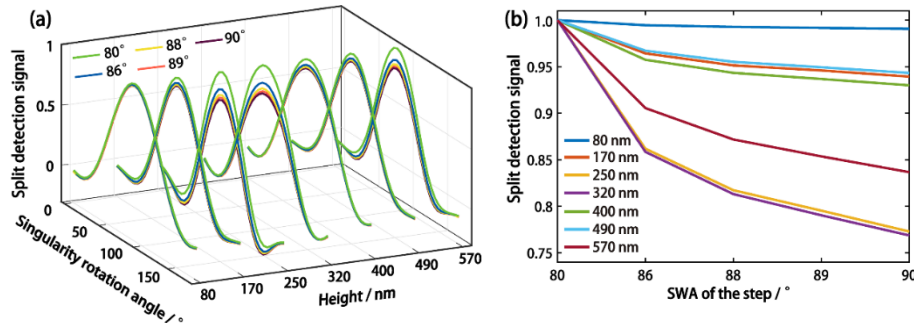 (a)
80° 88° 90°
86° 89°
1
0.5
0
Split detection signal
0
50
100
150
Singularity rotation angle / °
80 170 250 320 400 490 570
Height / nm
(b)
1.0
0.95
0.9
0.85
0.8
0.75
Split detection signal
80 nm
170 nm
250 nm
320 nm
400 nm
490 nm
570 nm
80 86 88 89 90
SWA of the step / °